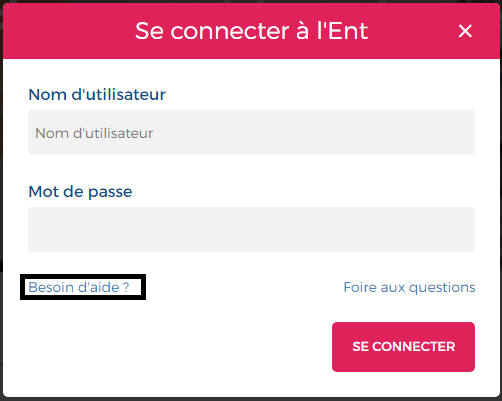 Se connecter à l'Ent ×
Nom d'utilisateur
Nom d'utilisateur
Mot de passe
Besoin d'aide ? Foire aux questions
SE CONNECTER